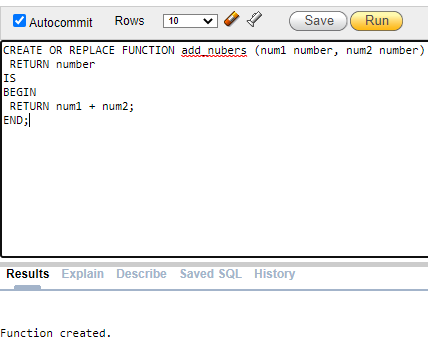 Autocommit Rows 10 Save Run
CREATE OR REPLACE FUNCTION add_nubers (num1 number, num2 number)
RETURN number
IS
BEGIN
RETURN num1 + num2;
END;
Results Explain Describe Saved SQL History
Function created.